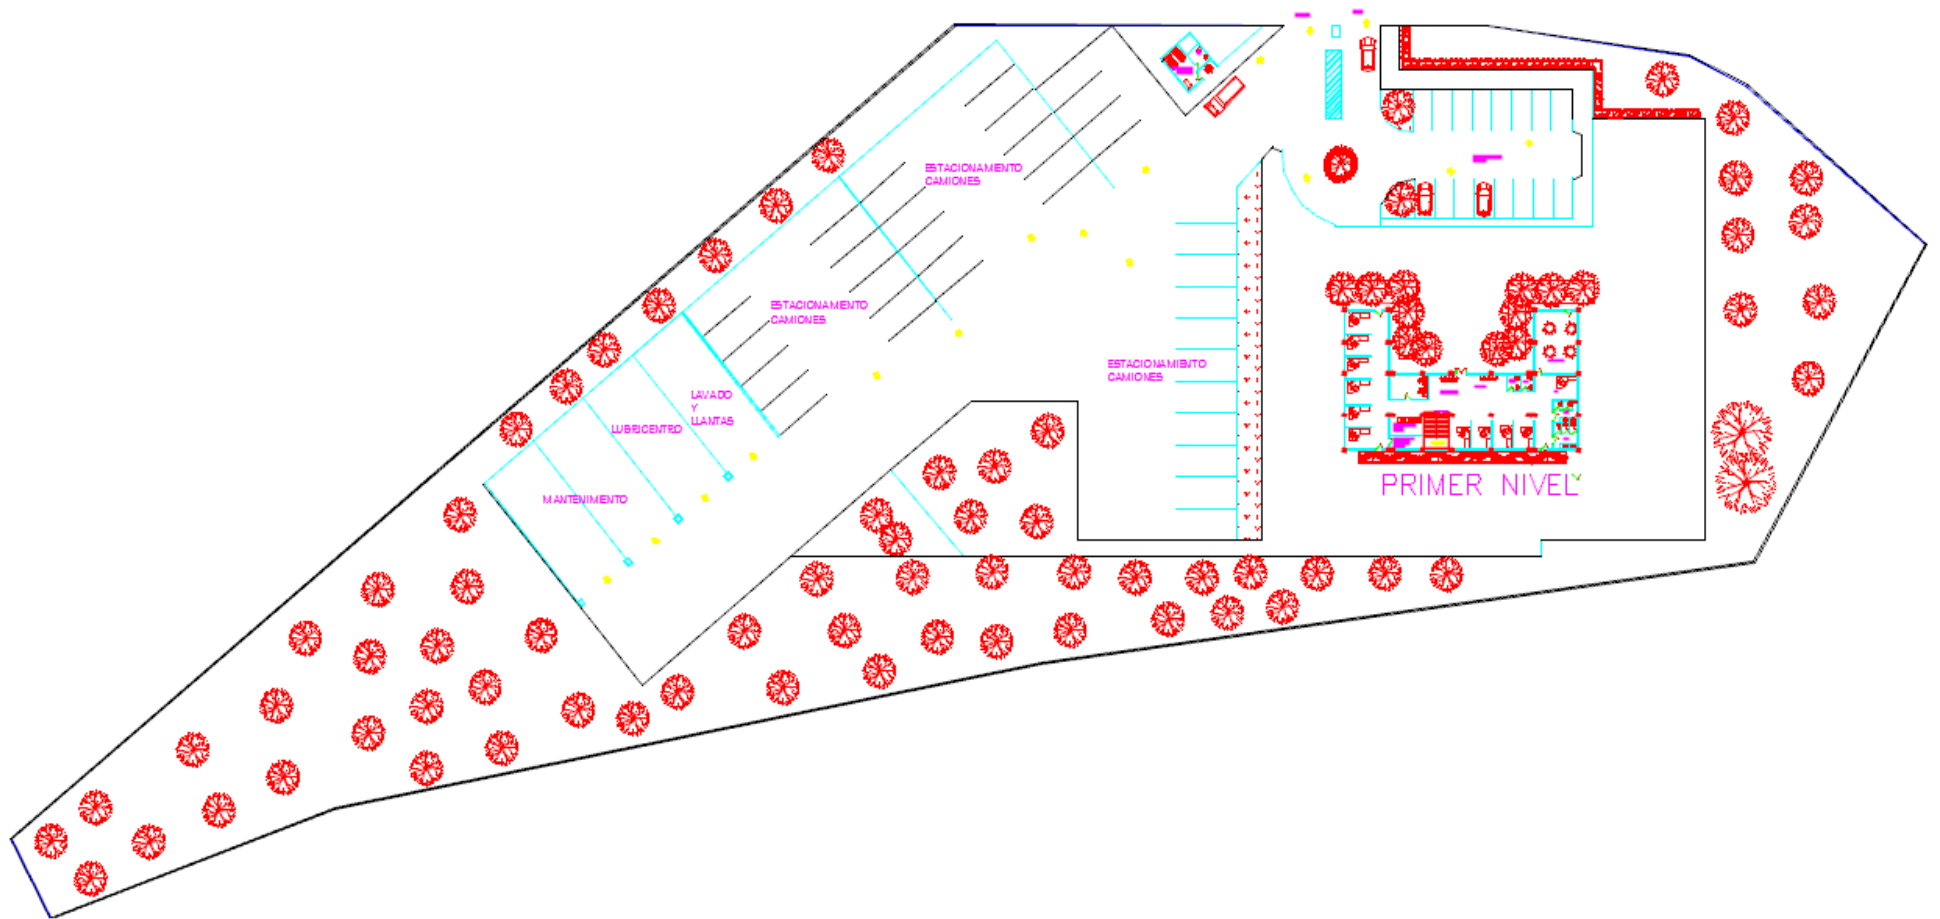 ESTACIONAMIENTO
CAMIONES
ESTACIONAMIENTO
CAMIONES
ESTACIONAMIENTO
CAMIONES
LAVADO
Y
LLANTAS
LUBRICENTRO
MANTENIMIENTO
PRIMER NIVEL